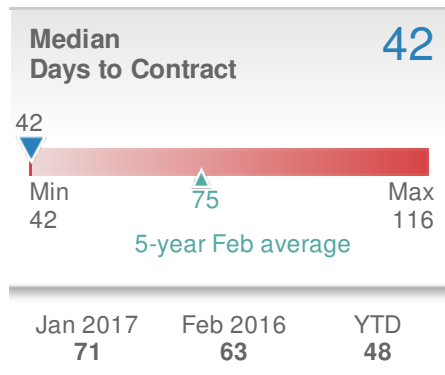 Median
Days to Contract
42
42
Min
42
75
Max
116
5-year Feb average
Jan 2017
71
Feb 2016
63
YTD
48